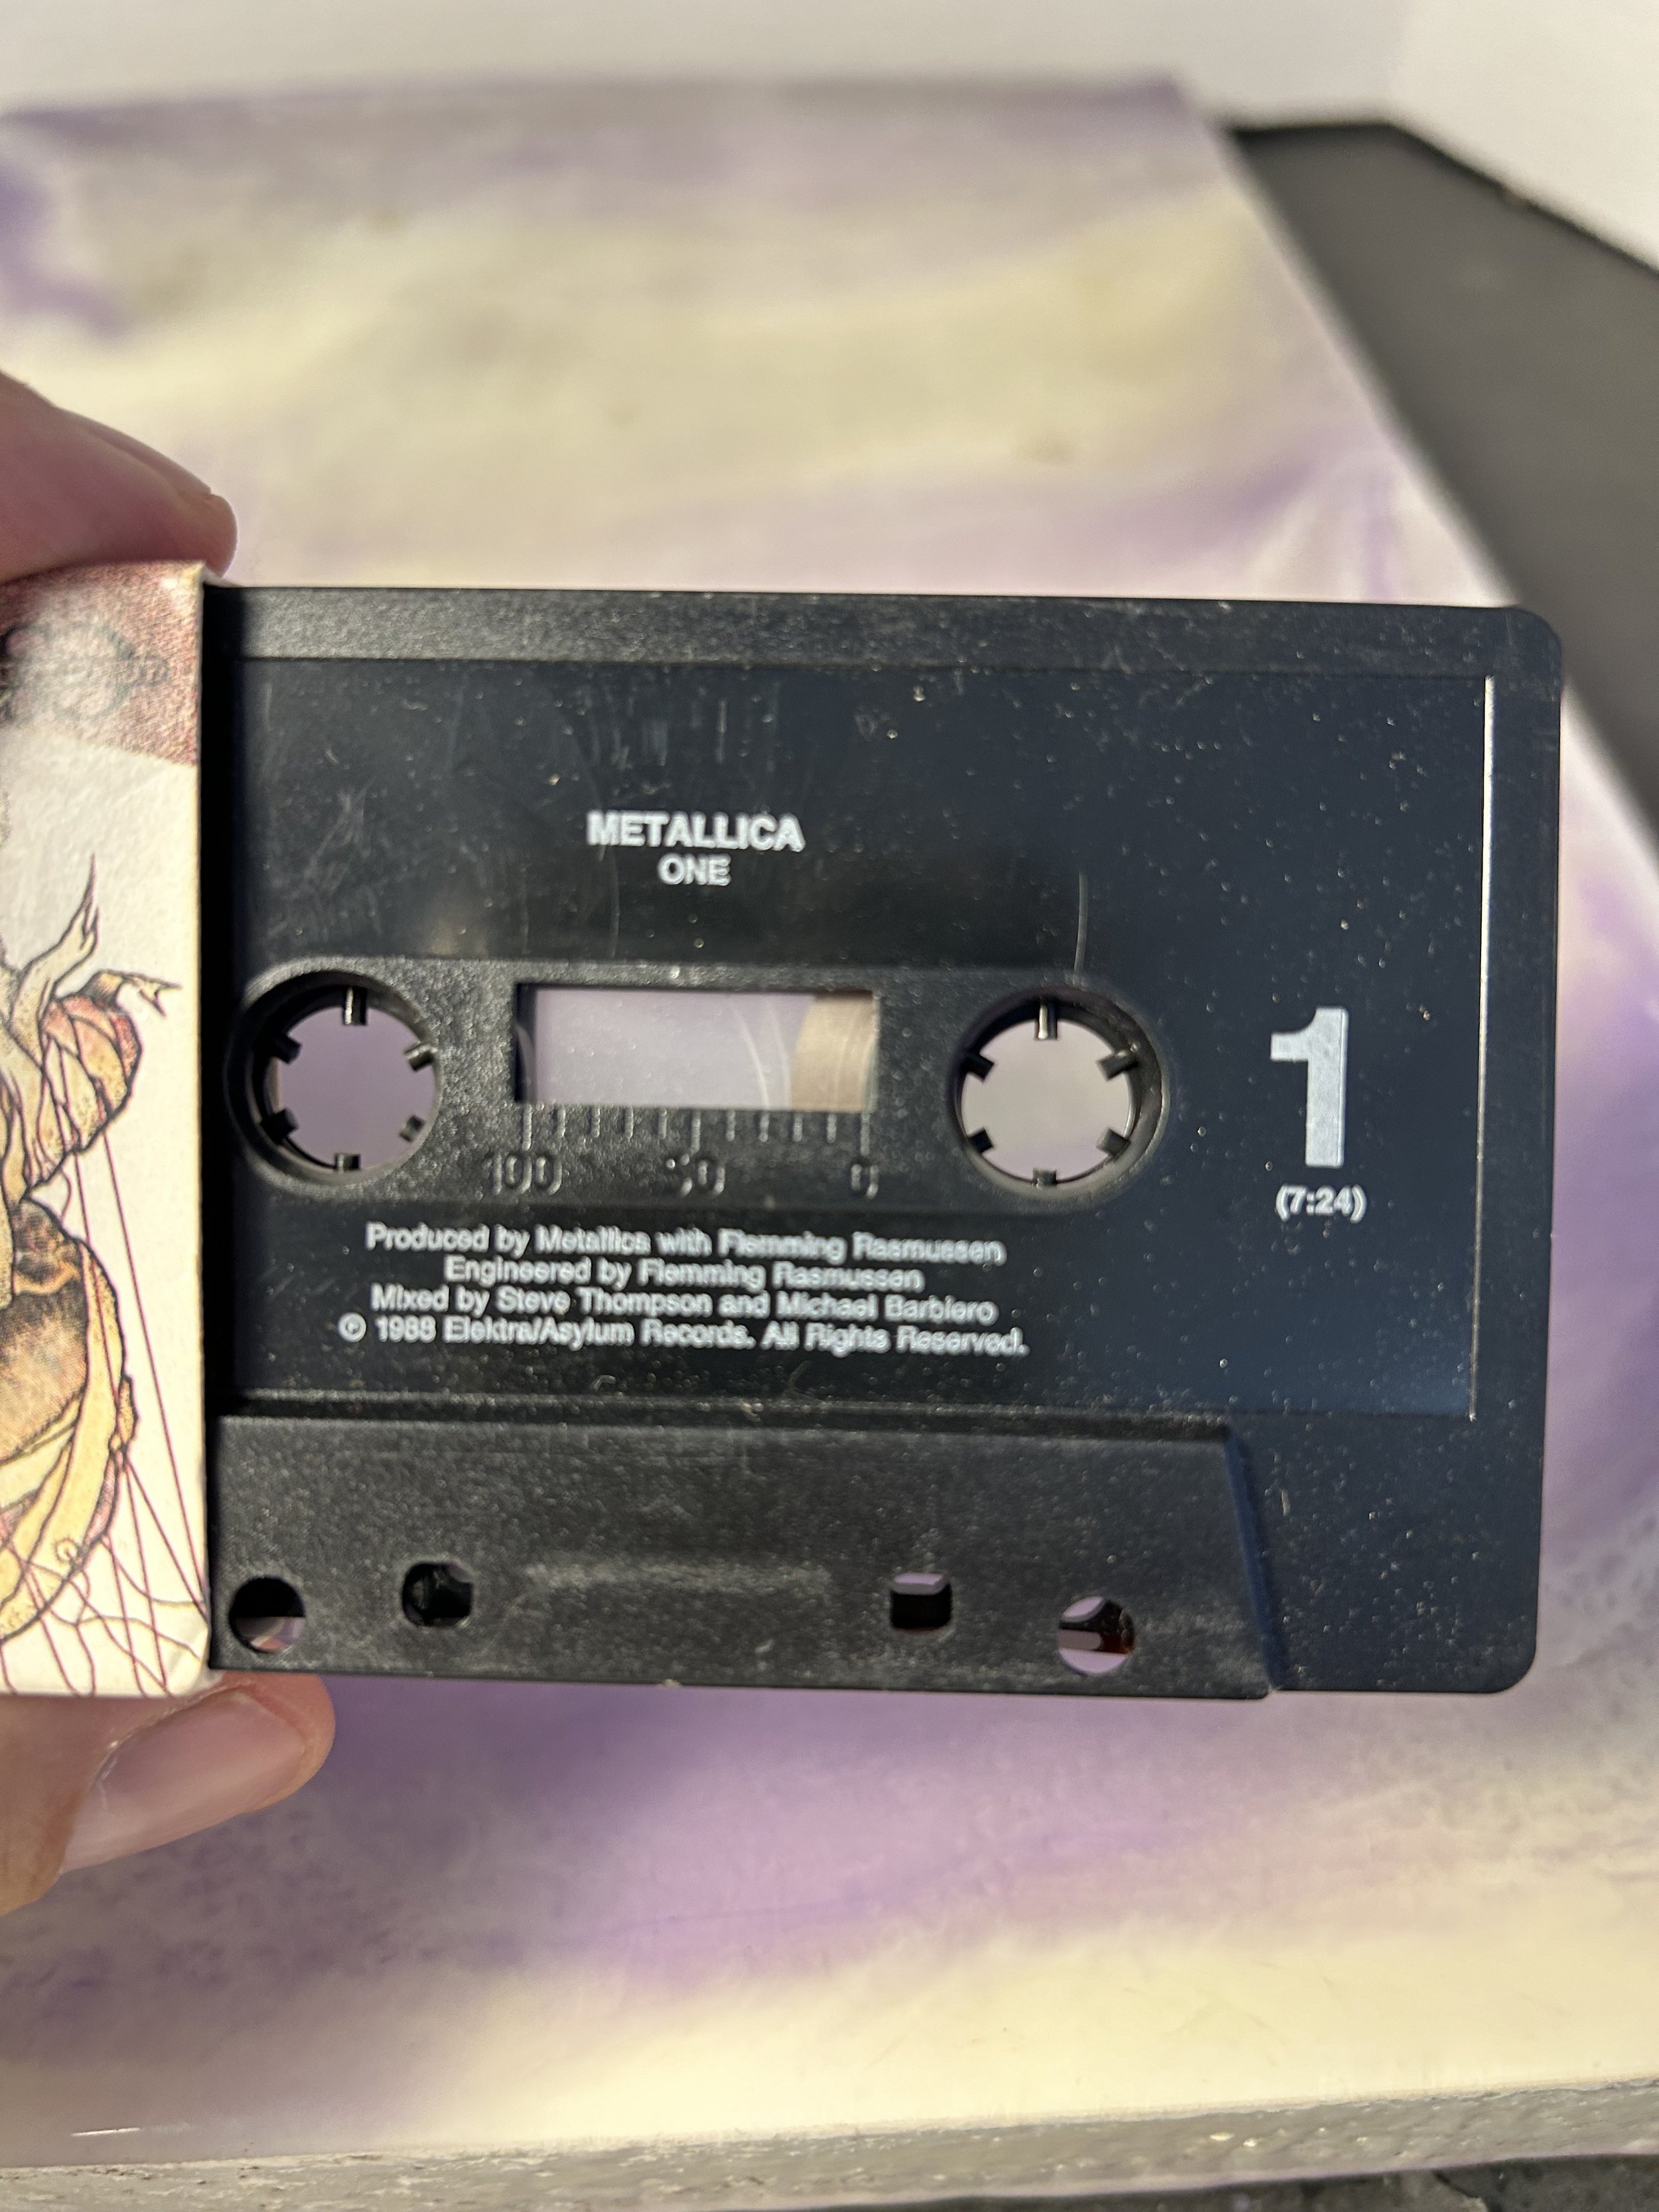 METALLICA
ONE
1
(7:24)
100 50 0
Produced by Metallica with Flemming Rasmussen
Engineered by Flemming Rasmussen
Mixed by Steve Thompson and Michael Barbiero
℗ 1988 Elektra/Asylum Records. All Rights Reserved.